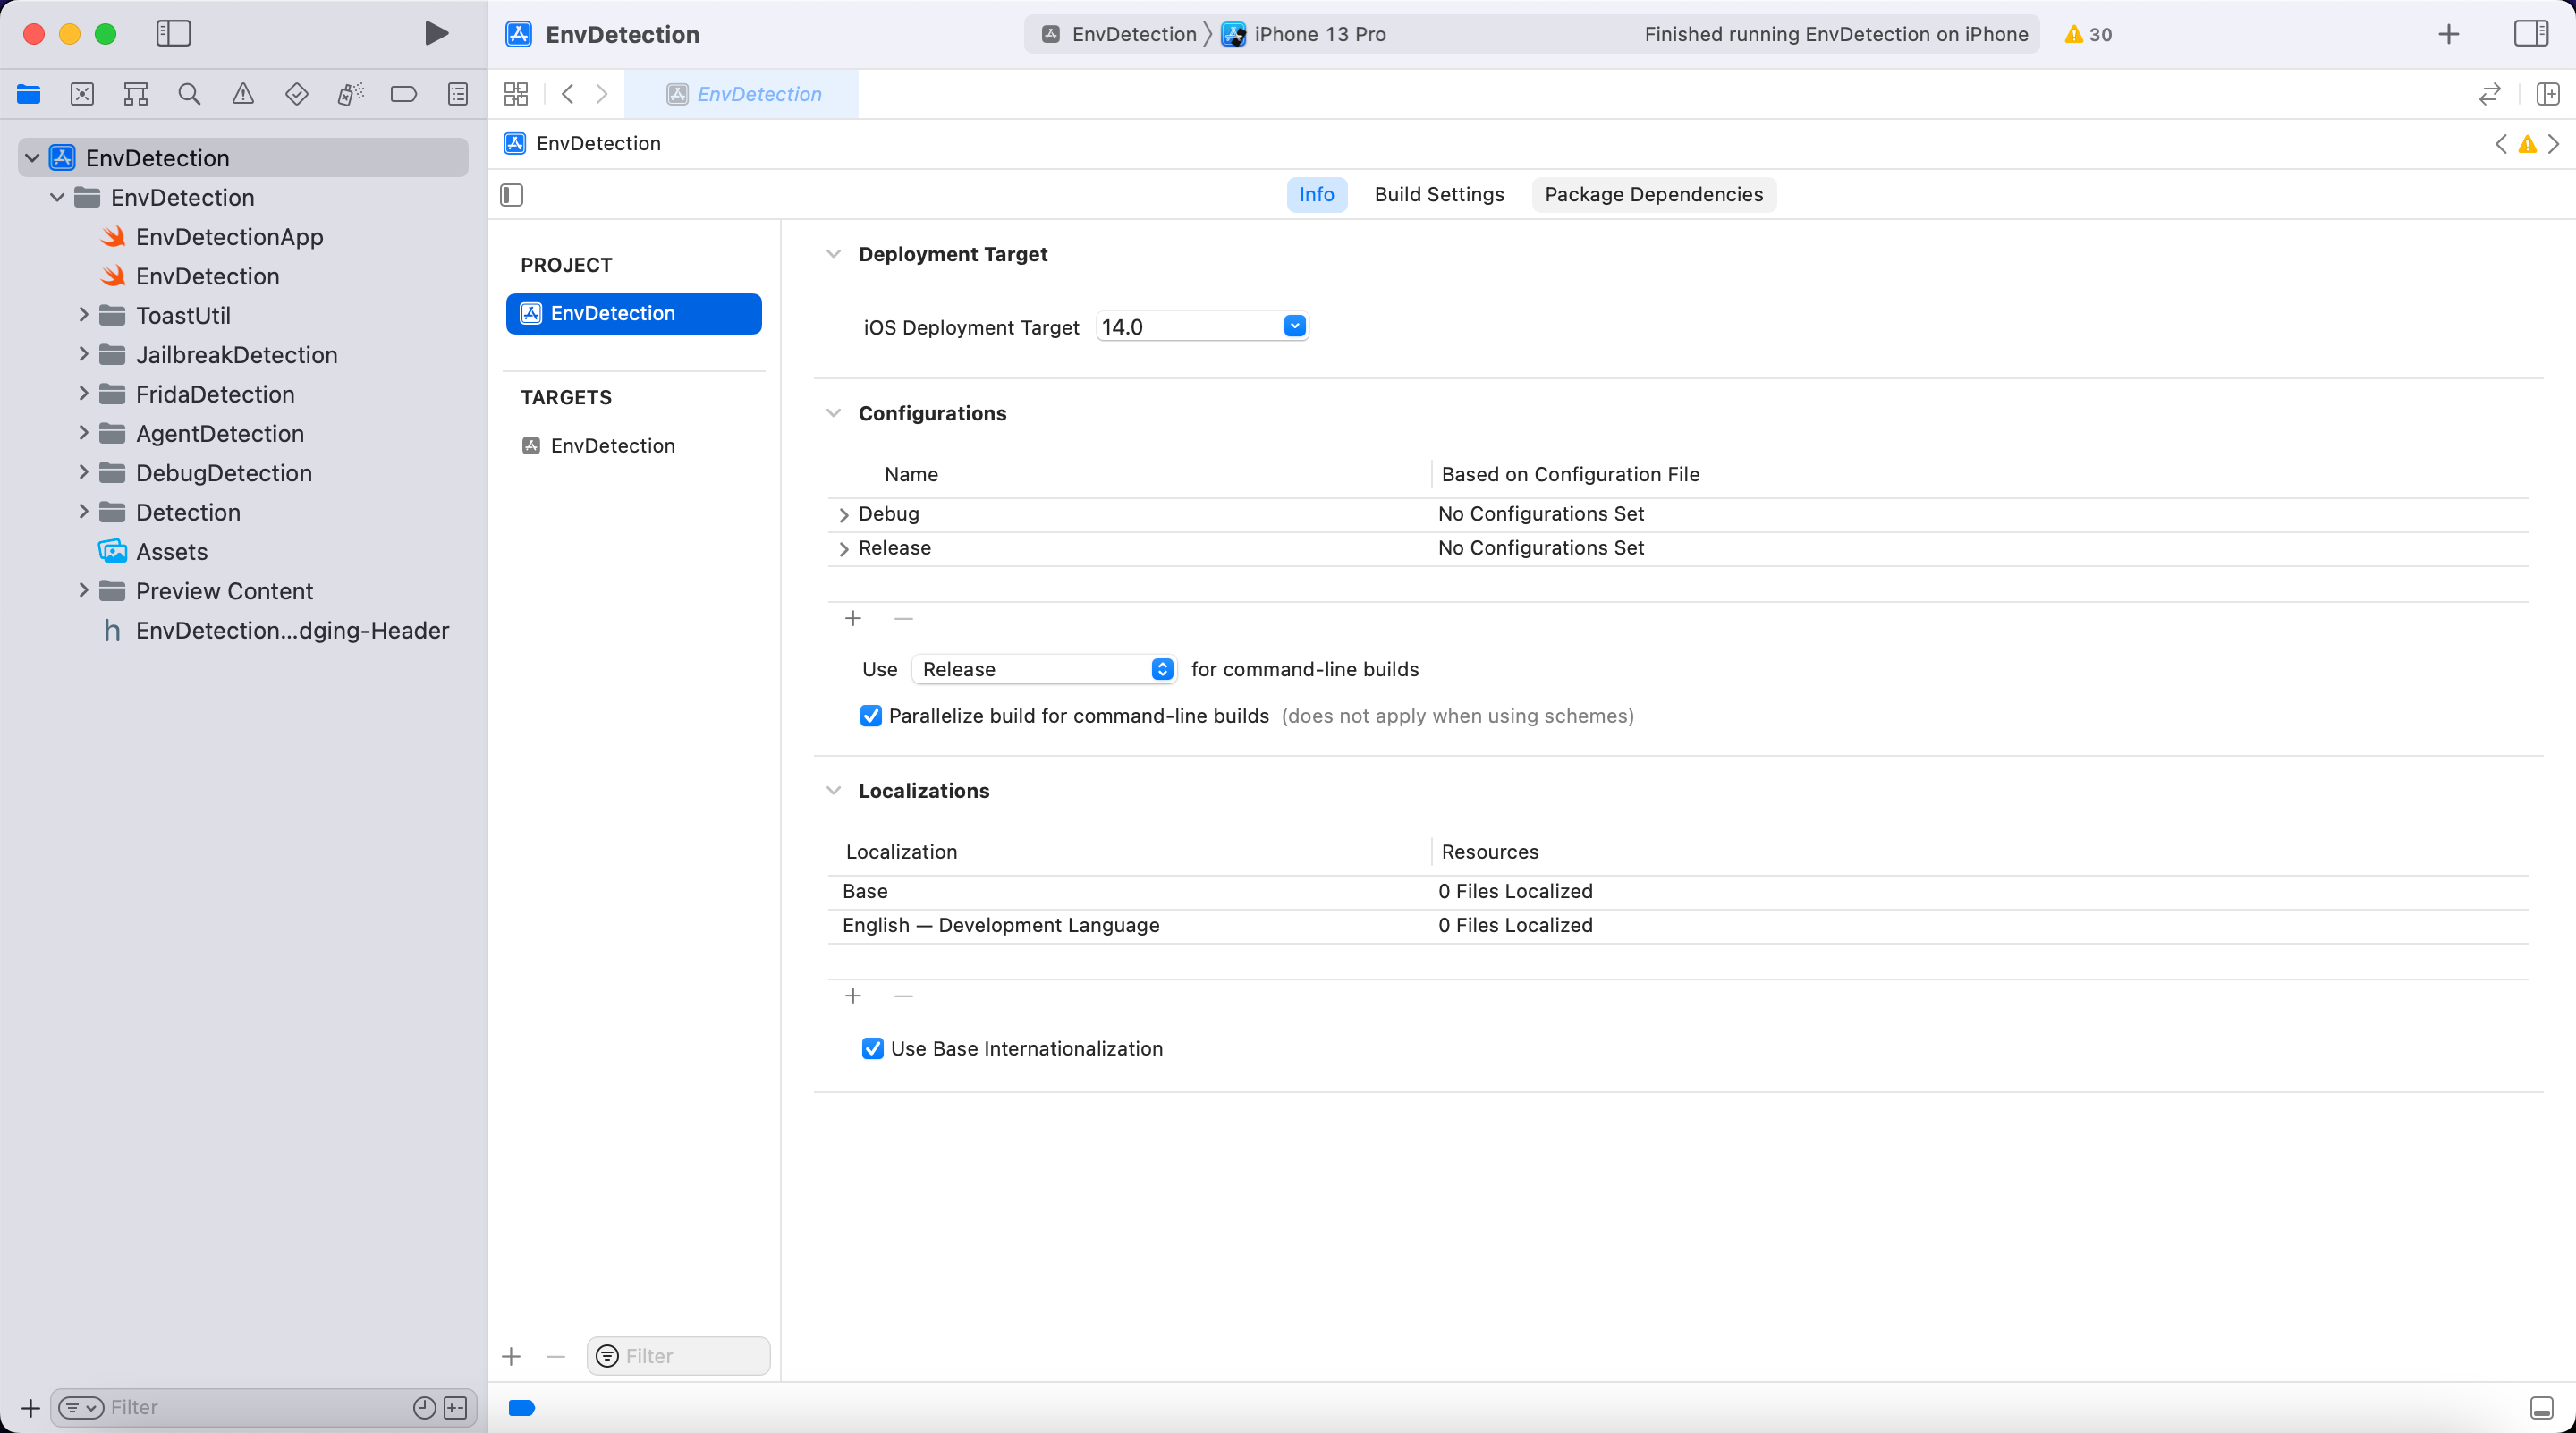 EnvDetection
EnvDetection
iPhone 13 Pro
Finished running EnvDetection on iPhone
30
EnvDetection
EnvDetection
EnvDetection
EnvDetectionApp
EnvDetection
ToastUtil
JailbreakDetection
FridaDetection
AgentDetection
DebugDetection
Detection
Assets
Preview Content
h EnvDetection...dging-Header
Filter
EnvDetection
Info
Build Settings
Package Dependencies
PROJECT
EnvDetection
TARGETS
EnvDetection
Filter
Deployment Target
iOS Deployment Target 14.0
Configurations
Name
Based on Configuration File
Debug
No Configurations Set
Release
No Configurations Set
Use Release for command-line builds
Parallelize build for command-line builds (does not apply when using schemes)
Localizations
Localization
Resources
Base
0 Files Localized
English — Development Language
0 Files Localized
Use Base Internationalization